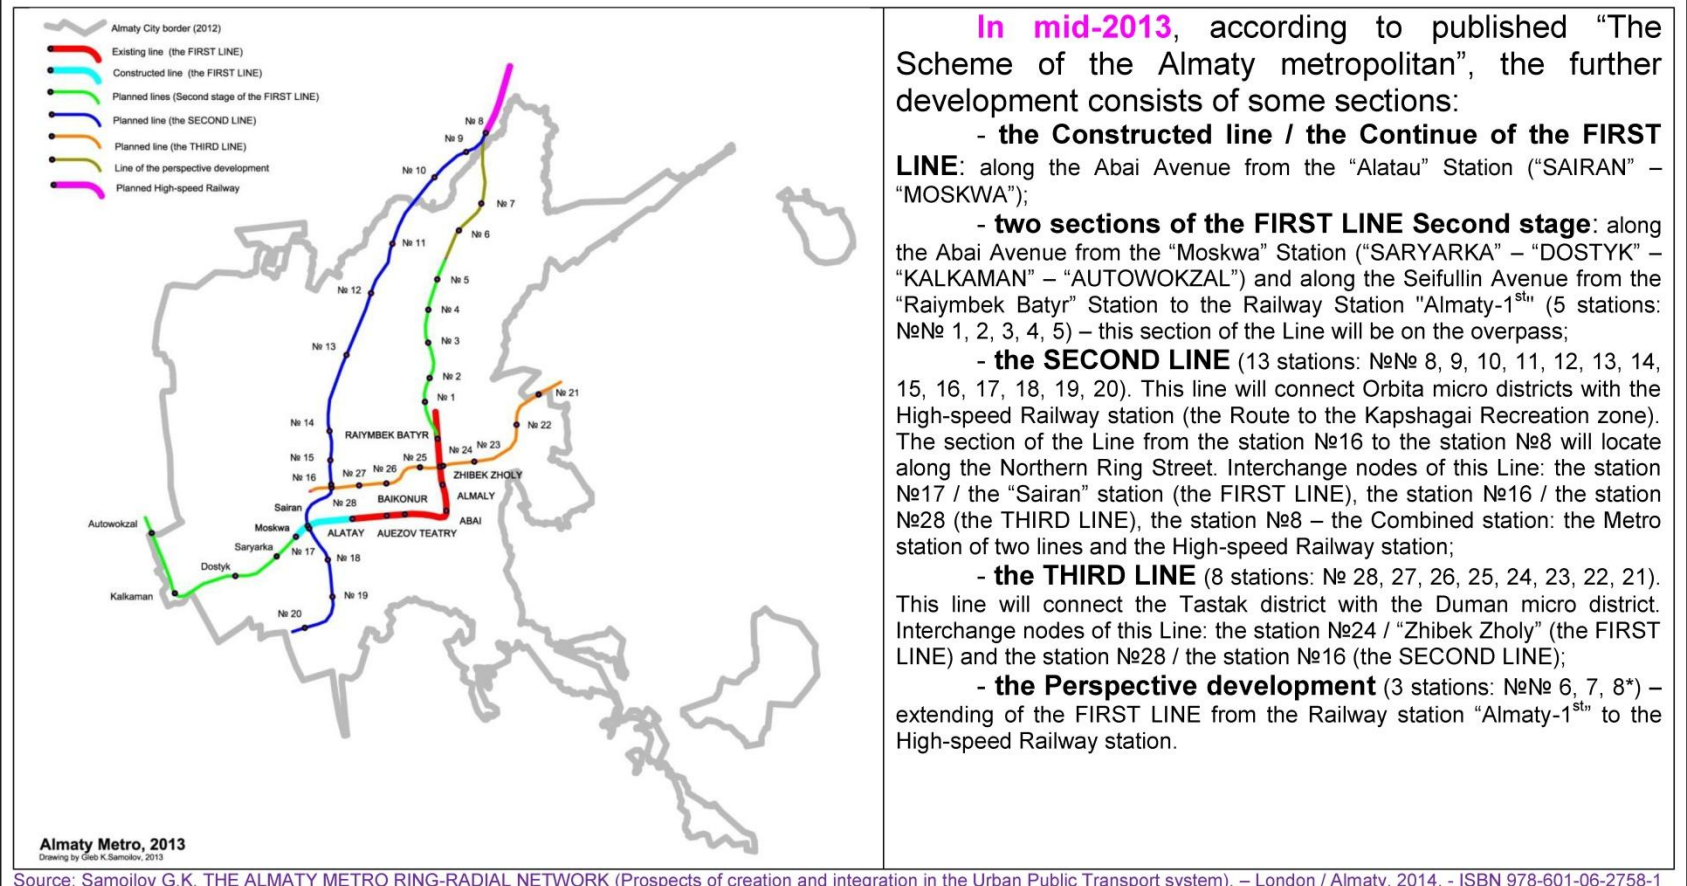 Almaty City border (2012)
Existing line (the FIRST LINE)
Constructed line (the FIRST LINE)
Planned lines (Second stage of the FIRST LINE)
Planned line (the SECOND LINE)
Planned line (the THIRD LINE)
Line of the perspective development
Planned High-speed Railway
№ 8
№ 9
№ 10
№ 7
№ 6
№ 11
№ 5
№ 12
№ 4
№ 3
№ 13
№ 2
№ 1
№ 21
№ 14
№ 22
RAIYMBEK BATYR
№ 23
№ 24
№ 15
№ 25
№ 26
№ 27
№ 16
ZHIBEK ZHOLY
BAIKONUR
ALMALY
№ 28
Sairan
ABAI
Autowokzal
Moskwa
ALATAY
AUEZOV TEATRY
Saryarka
№ 17
№ 18
Dostyk
Kalkaman
№ 19
№ 20
Almaty Metro, 2013
Drawing by Gleb K.Samoilov, 2013
In mid-2013, according to published “The
Scheme of the Almaty metropolitan”, the further
development consists of some sections:
- the Constructed line / the Continue of the FIRST
LINE: along the Abai Avenue from the “Alatau” Station (“SAIRAN” –
“MOSKWA”);
- two sections of the FIRST LINE Second stage: along
the Abai Avenue from the “Moskwa” Station (“SARYARKA” – “DOSTYK” –
“KALKAMAN” – “AUTOWOKZAL”) and along the Seifullin Avenue from the
“Raiymbek Batyr” Station to the Railway Station "Almaty-1st" (5 stations:
№№ 1, 2, 3, 4, 5) – this section of the Line will be on the overpass;
- the SECOND LINE (13 stations: №№ 8, 9, 10, 11, 12, 13, 14,
15, 16, 17, 18, 19, 20). This line will connect Orbita micro districts with the
High-speed Railway station (the Route to the Kapshagai Recreation zone).
The section of the Line from the station №16 to the station №8 will locate
along the Northern Ring Street. Interchange nodes of this Line: the station
№17 / the “Sairan” station (the FIRST LINE), the station №16 / the station
№28 (the THIRD LINE), the station №8 – the Combined station: the Metro
station of two lines and the High-speed Railway station;
- the THIRD LINE (8 stations: № 28, 27, 26, 25, 24, 23, 22, 21).
This line will connect the Tastak district with the Duman micro district.
Interchange nodes of this Line: the station №24 / “Zhibek Zholy” (the FIRST
LINE) and the station №28 / the station №16 (the SECOND LINE);
- the Perspective development (3 stations: №№ 6, 7, 8*) –
extending of the FIRST LINE from the Railway station “Almaty-1st” to the
High-speed Railway station.
Source: Samoilov G.K. THE ALMATY METRO RING-RADIAL NETWORK (Prospects of creation and integration in the Urban Public Transport system). – London / Almaty, 2014. - ISBN 978-601-06-2758-1